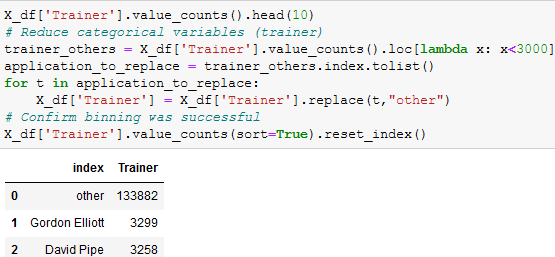 X_df['Trainer'].value_counts().head(10)
# Reduce categorical variables (trainer)
trainer_others = X_df['Trainer'].value_counts().loc[lambda x: x<3000]
application_to_replace = trainer_others.index.tolist()
for t in application_to_replace:
    X_df['Trainer'] = X_df['Trainer'].replace(t,"other")
# Confirm binning was successful
X_df['Trainer'].value_counts(sort=True).reset_index()
index Trainer
0 other 133882
1 Gordon Elliott 3299
2 David Pipe 3258